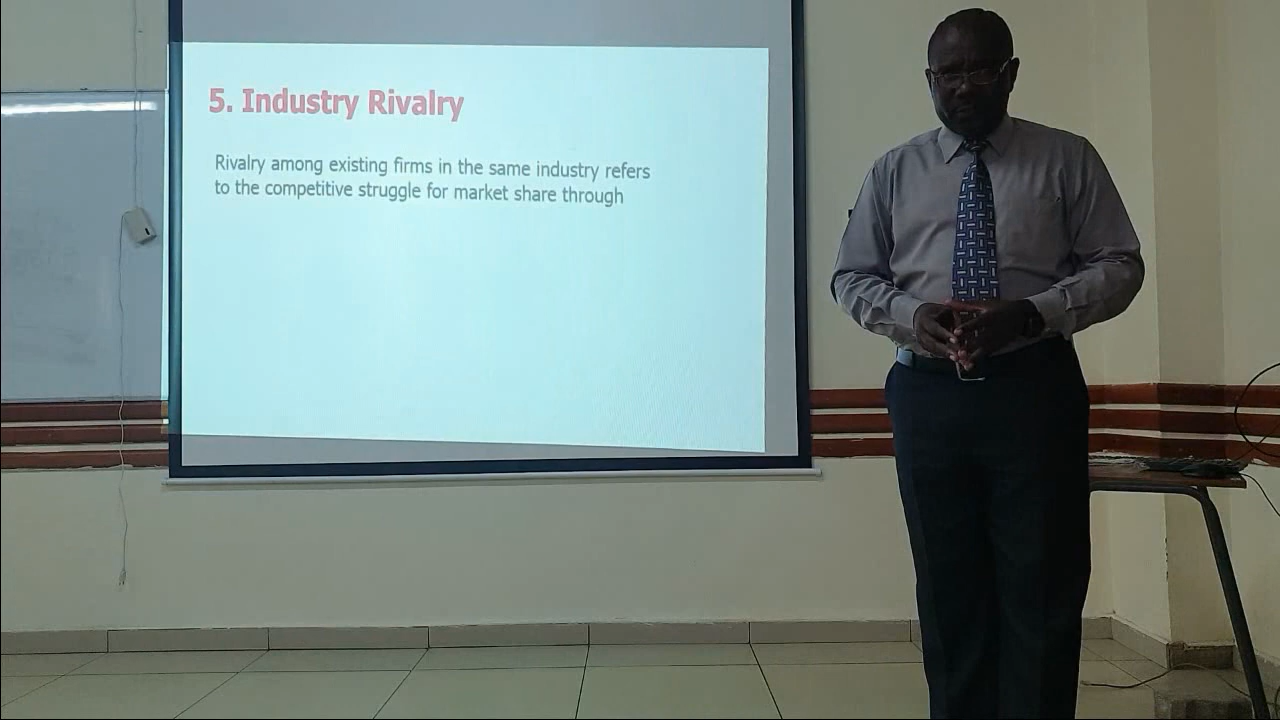 5. Industry Rivalry
Rivalry among existing firms in the same industry refers
to the competitive struggle for market share through